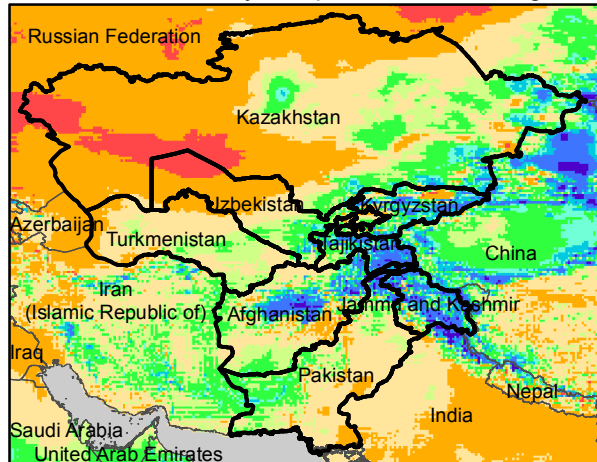 Russian Federation
Kazakhstan
Uzbekistan
Kyrgyzstan
Azerbaijan
Turkmenistan
Tajikistan
China
Iran
(Islamic Republic of)
Afghanistan
Jammu and Kashmir
Iraq
Pakistan
Nepal
India
Saudi Arabia
United Arab Emirates